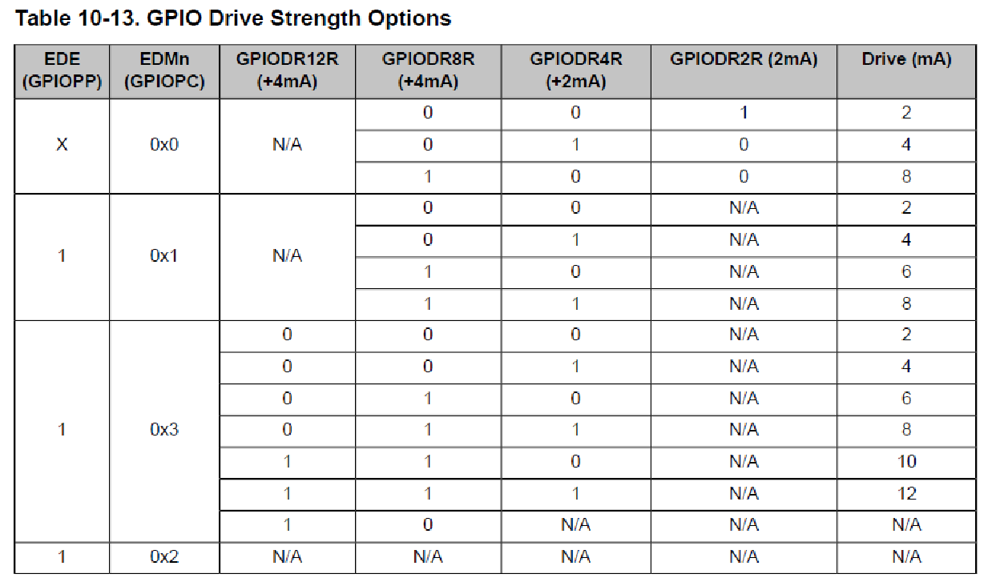 Table 10-13. GPIO Drive Strength Options
EDE (GPIOPP) EDMn (GPIOPC) GPIODR12R (+4mA) GPIODR8R (+4mA) GPIODR4R (+2mA) GPIODR2R (2mA) Drive (mA)
X 0x0 N/A 0 0 1 2
0 1 0 4
1 0 0 8
1 0x1 N/A 0 0 N/A 2
0 1 N/A 4
1 0 N/A 6
1 1 N/A 8
1 0x3 0 0 0 N/A 2
0 0 1 N/A 4
0 1 0 N/A 6
0 1 1 N/A 8
1 1 0 N/A 10
1 1 1 N/A 12
1 0 N/A N/A N/A
1 0x2 N/A N/A N/A N/A N/A